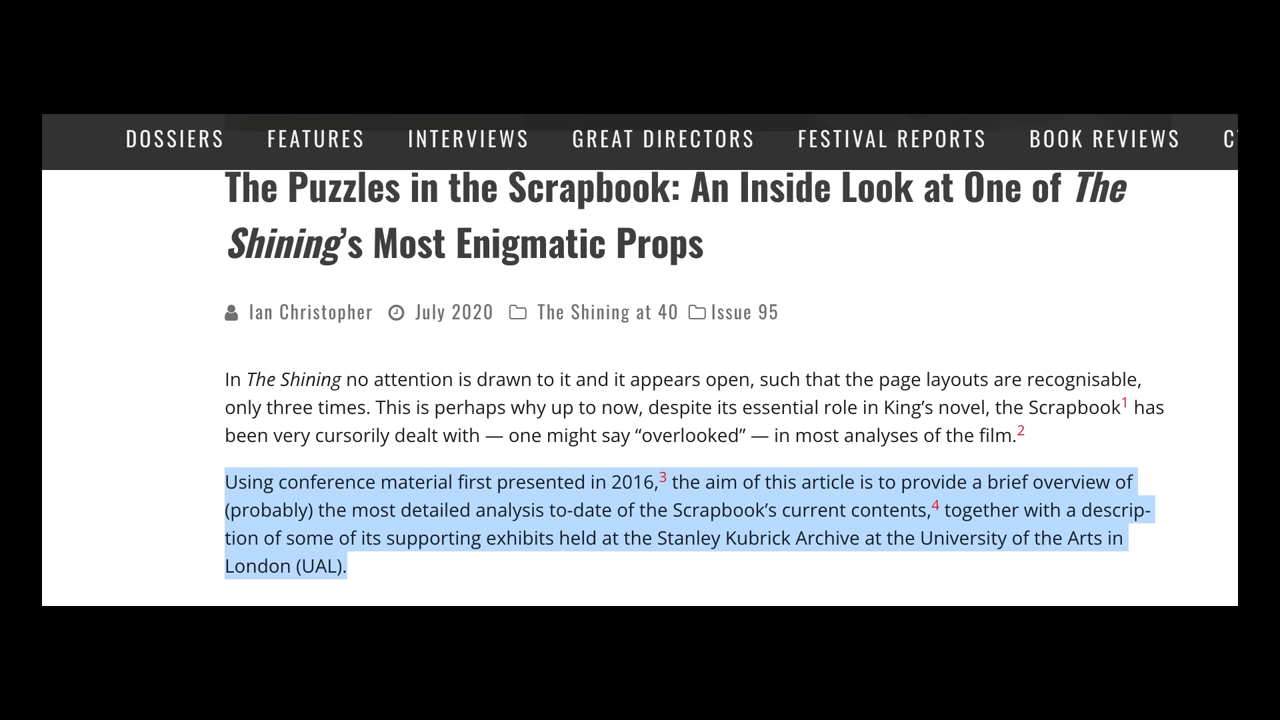 DOSSIERS FEATURES INTERVIEWS GREAT DIRECTORS FESTIVAL REPORTS BOOK REVIEWS
The Puzzles in the Scrapbook: An Inside Look at One of The
Shining’s Most Enigmatic Props
Ian Christopher July 2020 The Shining at 40 Issue 95
In The Shining no attention is drawn to it and it appears open, such that the page layouts are recognisable,
only three times. This is perhaps why up to now, despite its essential role in King’s novel, the Scrapbook1 has
been very cursorily dealt with — one might say “overlooked” — in most analyses of the film.2
Using conference material first presented in 2016,3 the aim of this article is to provide a brief overview of
(probably) the most detailed analysis to-date of the Scrapbook’s current contents,4 together with a descrip-
tion of some of its supporting exhibits held at the Stanley Kubrick Archive at the University of the Arts in
London (UAL).